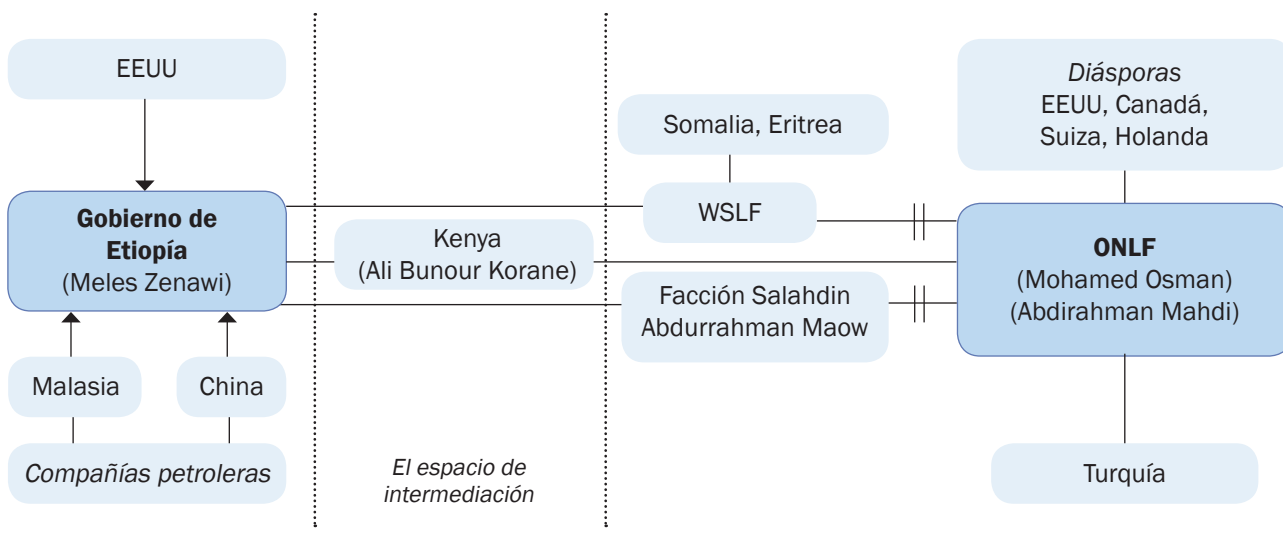 EEUU
Gobierno de
Etiopía
(Meles Zenawi)
Malasia
China
Compañías petroleras
Kenya
(Ali Bunour Korane)
El espacio de
intermediación
Somalia, Eritrea
WSLF
Facción Salahdin
Abdurrahman Maow
Diásporas
EEUU, Canadá,
Suiza, Holanda
ONLF
(Mohamed Osman)
(Abdirahman Mahdi)
Turquía